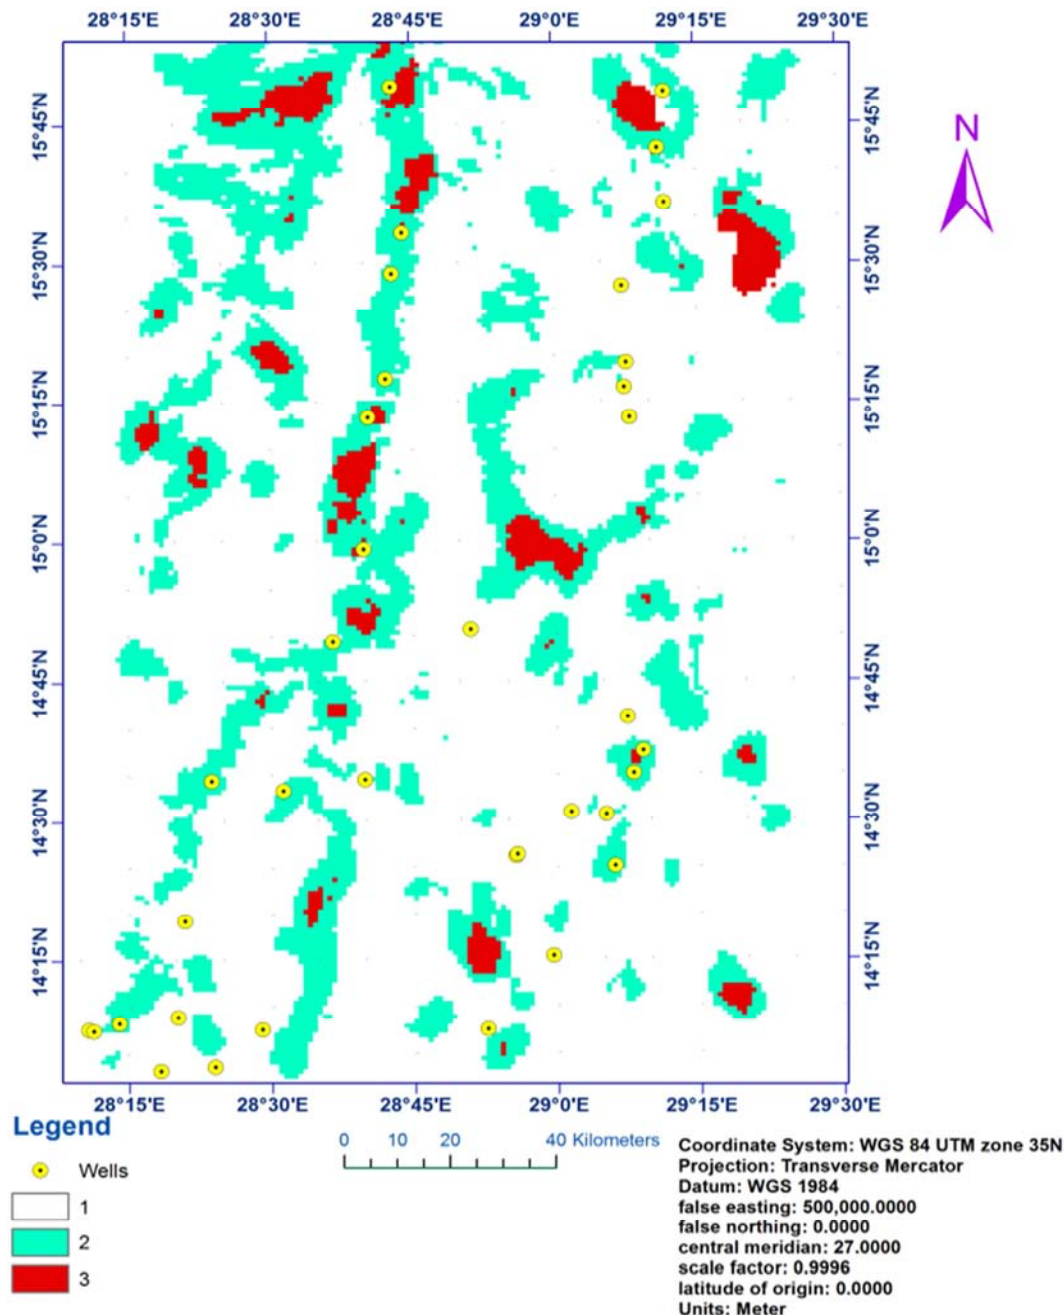 28°15'E 28°30'E 28°45'E 29°0'E 29°15'E 29°30'E
N
15°45'N 15°45'N
15°30'N 15°30'N
15°15'N 15°15'N
15°0'N 15°0'N
14°45'N 14°45'N
14°30'N 14°30'N
14°15'N 14°15'N
28°15'E 28°30'E 28°45'E 29°0'E 29°15'E 29°30'E
Legend
Wells
1
2
3
0 10 20 40 Kilometers
Coordinate System: WGS 84 UTM zone 35N
Projection: Transverse Mercator
Datum: WGS 1984
false easting: 500,000.0000
false northing: 0.0000
central meridian: 27.0000
scale factor: 0.9996
latitude of origin: 0.0000
Units: Meter